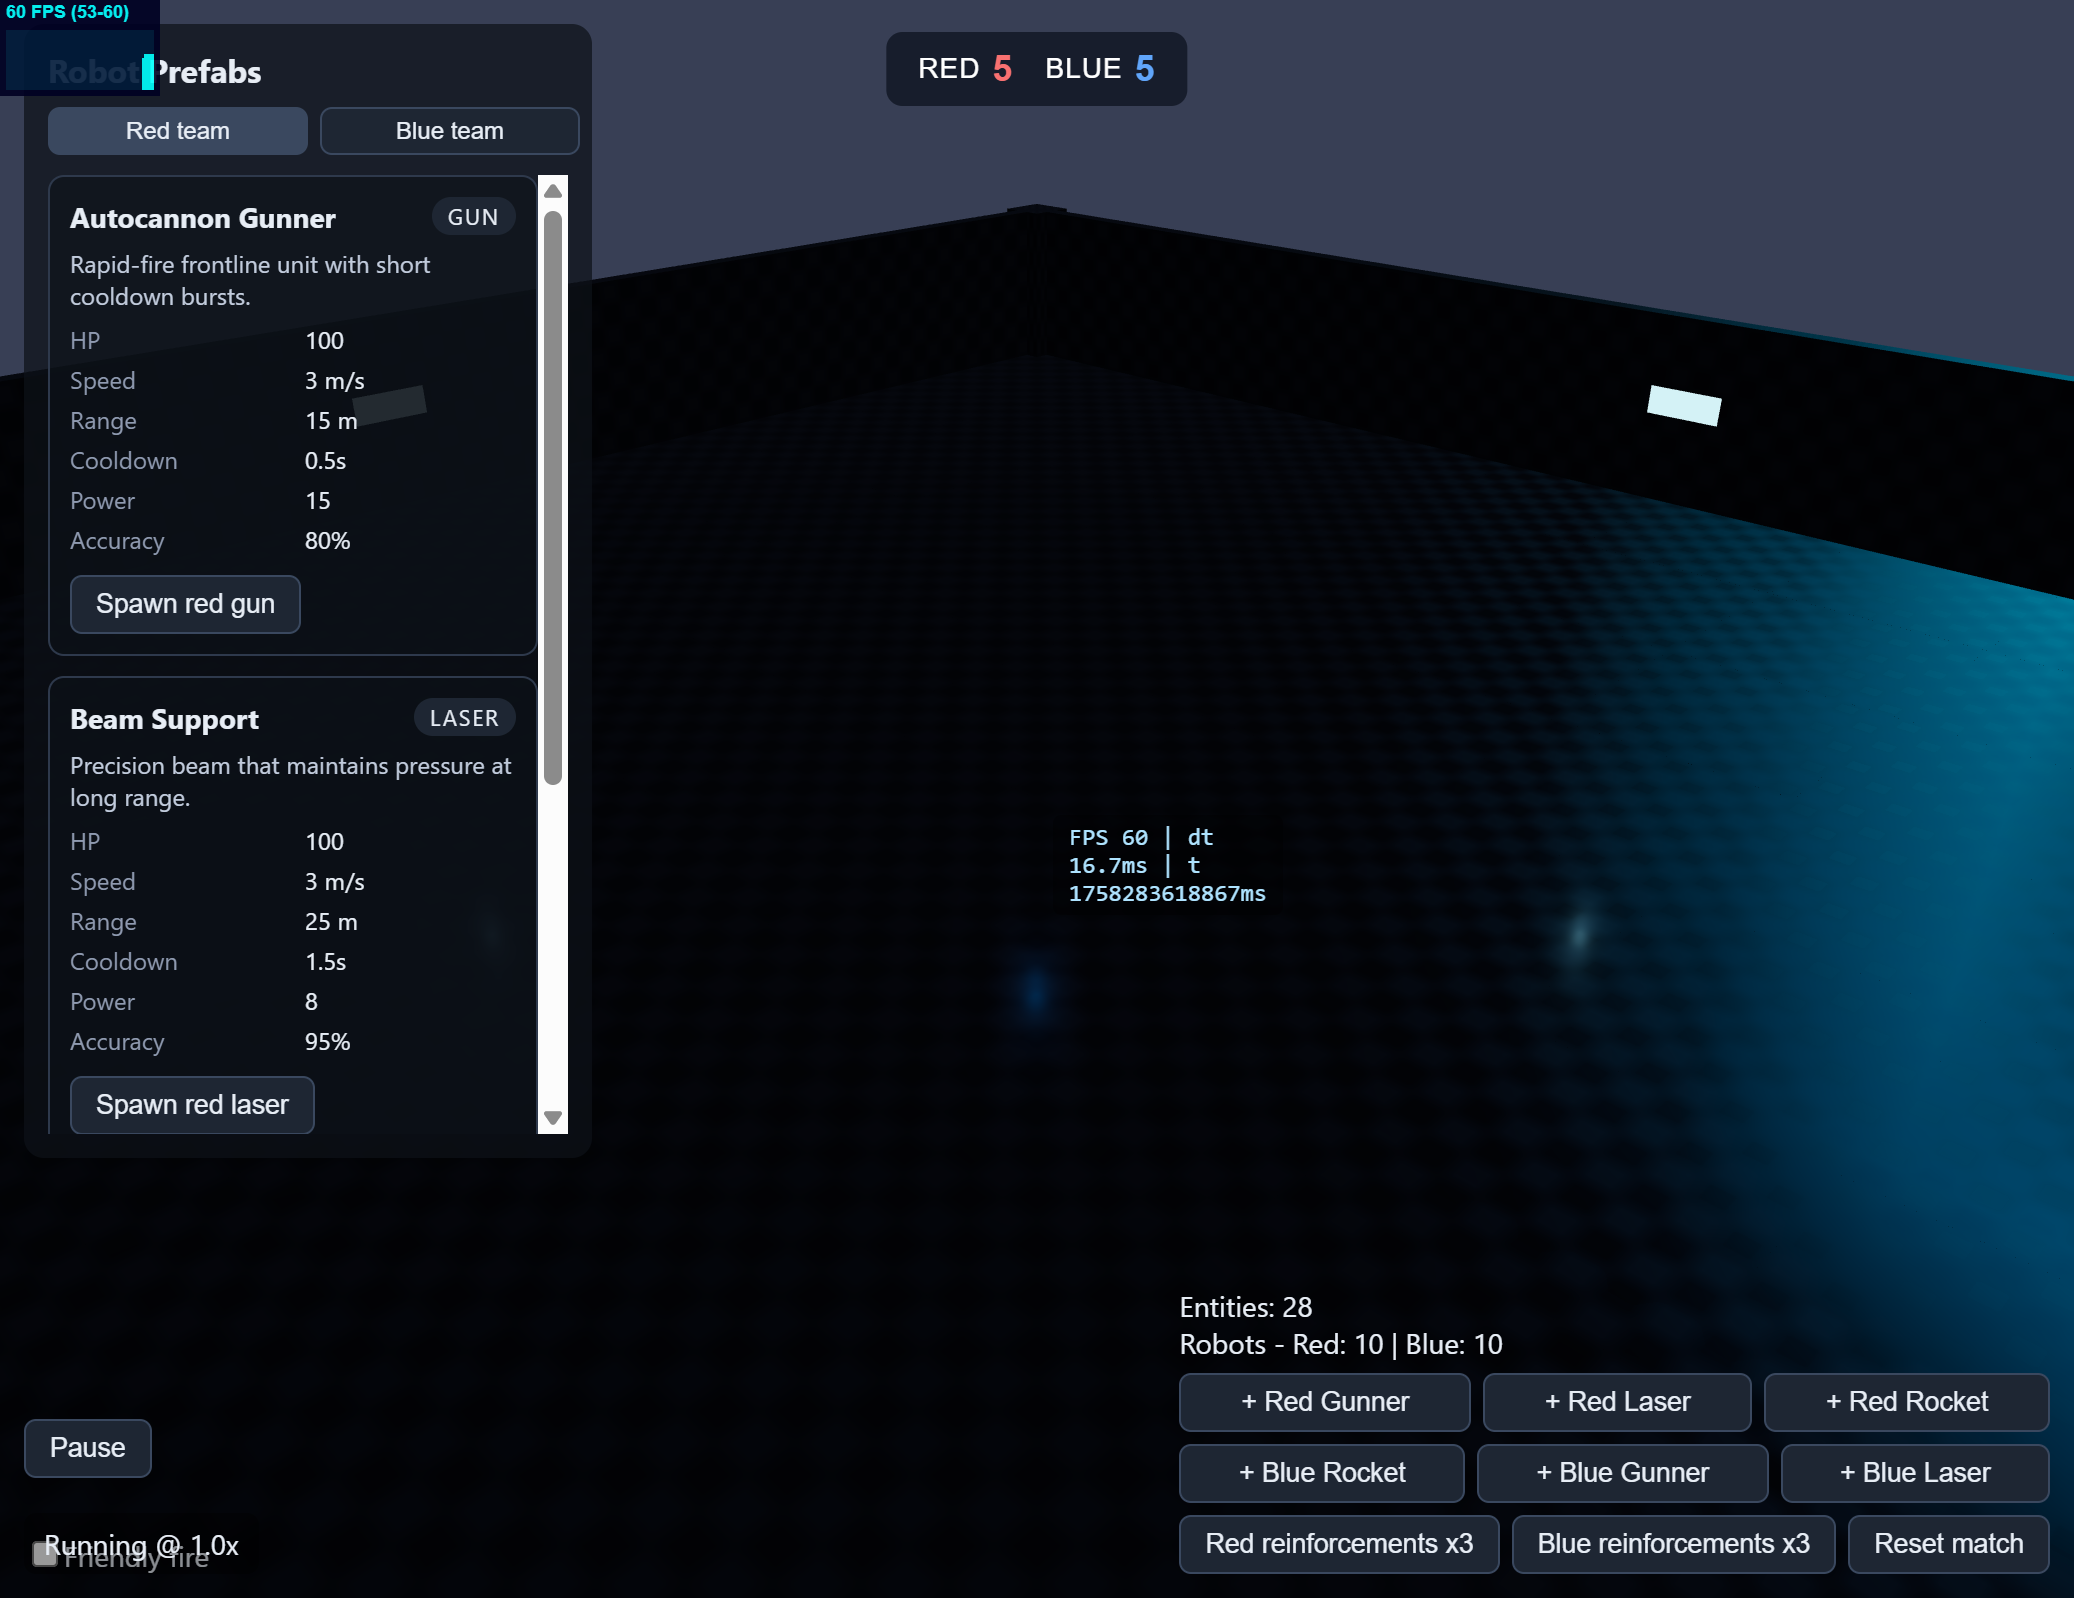 60 FPS (53-60)
Robot Prefabs
Red team
Blue team
Autocannon Gunner
GUN
Rapid-fire frontline unit with short
cooldown bursts.
HP 100
Speed 3 m/s
Range 15 m
Cooldown 0.5s
Power 15
Accuracy 80%
Spawn red gun
Beam Support
LASER
Precision beam that maintains pressure at
long range.
HP 100
Speed 3 m/s
Range 25 m
Cooldown 1.5s
Power 8
Accuracy 95%
Spawn red laser
RED 5 BLUE 5
FPS 60 | dt
16.7ms | t
1758283618867ms
Pause
Running @ 1.0x
Friendly fire
Entities: 28
Robots - Red: 10 | Blue: 10
+ Red Gunner
+ Red Laser
+ Red Rocket
+ Blue Rocket
+ Blue Gunner
+ Blue Laser
Red reinforcements x3
Blue reinforcements x3
Reset match